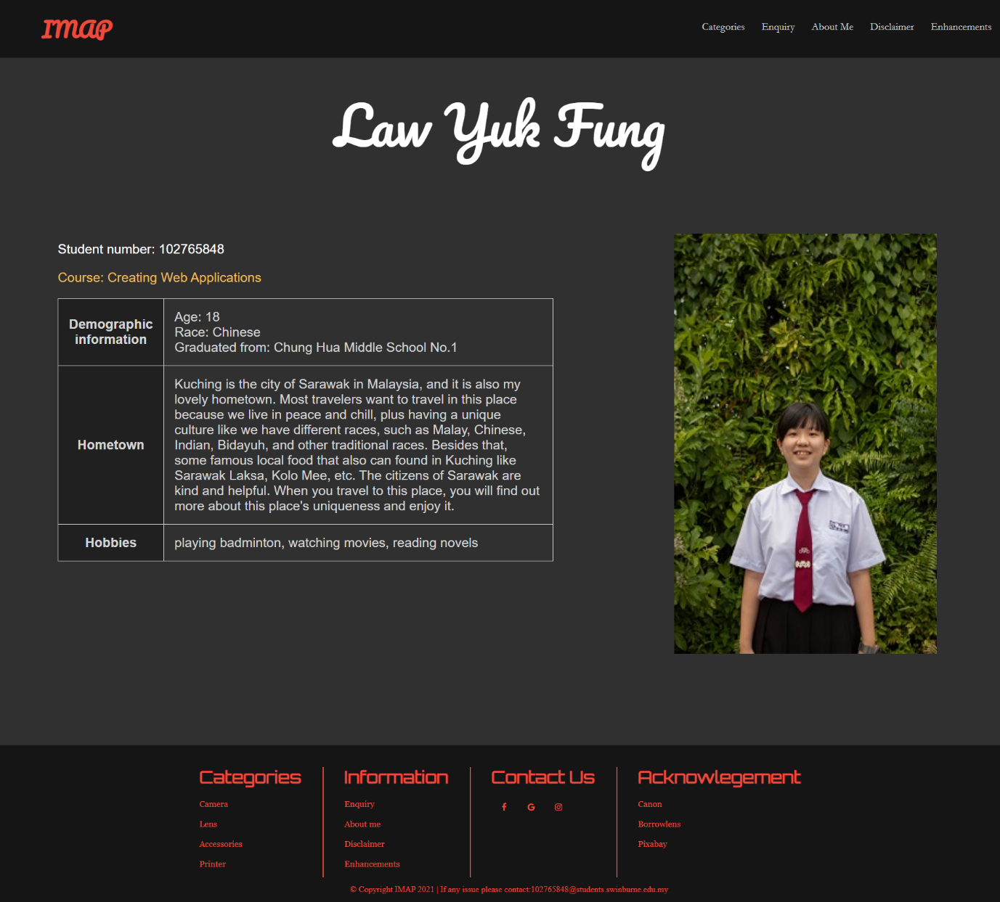 IMAP
Categories Enquiry About Me Disclaimer Enhancements
Law Yuk Fung
Student number: 102765848
Course: Creating Web Applications
Demographic
information
Age: 18
Race: Chinese
Graduated from: Chung Hua Middle School No.1
Hometown
Kuching is the city of Sarawak in Malaysia, and it is also my
lovely hometown. Most travelers want to travel in this place
because we live in peace and chill, plus having a unique
culture like we have different races, such as Malay, Chinese,
Indian, Bidayuh, and other traditional races. Besides that,
some famous local food that also can found in Kuching like
Sarawak Laksa, Kolo Mee, etc. The citizens of Sarawak are
kind and helpful. When you travel to this place, you will find out
more about this place's uniqueness and enjoy it.
Hobbies
playing badminton, watching movies, reading novels
Categories
Camera
Lens
Accessories
Printer
Information
Enquiry
About me
Disclaimer
Enhancements
Contact Us
Acknowlegement
Canon
Borrowlens
Pixabay
© Copyright IMAP 2021 | If any issue please contact:102765848@students.swinburne.edu.my